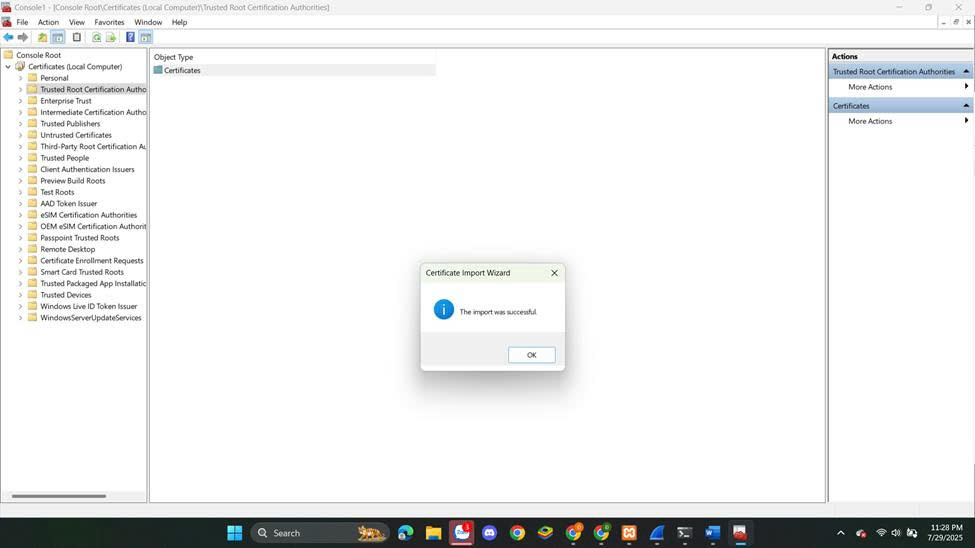 Console1 - [Console Root\Certificates (Local Computer)\Trusted Root Certification Authorities]
File Action View Favorites Window Help
Console Root
Certificates (Local Computer)
Personal
Trusted Root Certification Autho
Enterprise Trust
Intermediate Certification Autho
Trusted Publishers
Untrusted Certificates
Third-Party Root Certification Au
Trusted People
Client Authentication Issuers
Preview Build Roots
Test Roots
AAD Token Issuer
eSIM Certification Authorities
OEM eSIM Certification Authorit
Passpoint Trusted Roots
Remote Desktop
Certificate Enrollment Requests
Smart Card Trusted Roots
Trusted Packaged App Installatio
Trusted Devices
Windows Live ID Token Issuer
WindowsServerUpdateServices
Object Type
Certificates
Certificate Import Wizard
The import was successful.
OK
Actions
Trusted Root Certification Authorities
More Actions
Certificates
More Actions
Search
3
11:28 PM
7/29/2025